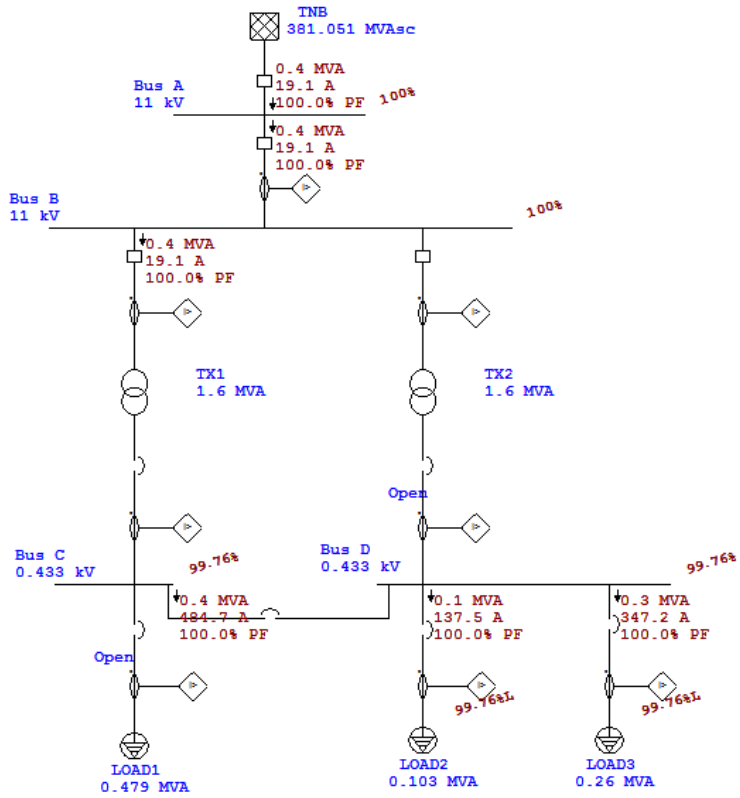 TNB
381.051 MVAsc
0.4 MVA
19.1 A
100.0% PF
Bus A
11 kV
100%
0.4 MVA
19.1 A
100.0% PF
I>
Bus B
11 kV
100%
0.4 MVA
19.1 A
100.0% PF
I>
I>
TX1
1.6 MVA
TX2
1.6 MVA
Open
I>
I>
Bus C
0.433 kV
99.76%
Bus D
0.433 kV
99.76%
0.4 MVA
484.7 A
100.0% PF
0.1 MVA
137.5 A
100.0% PF
0.3 MVA
347.2 A
100.0% PF
Open
I>
I>
I>
99.76%L
99.76%L
LOAD1
0.479 MVA
LOAD2
0.103 MVA
LOAD3
0.26 MVA